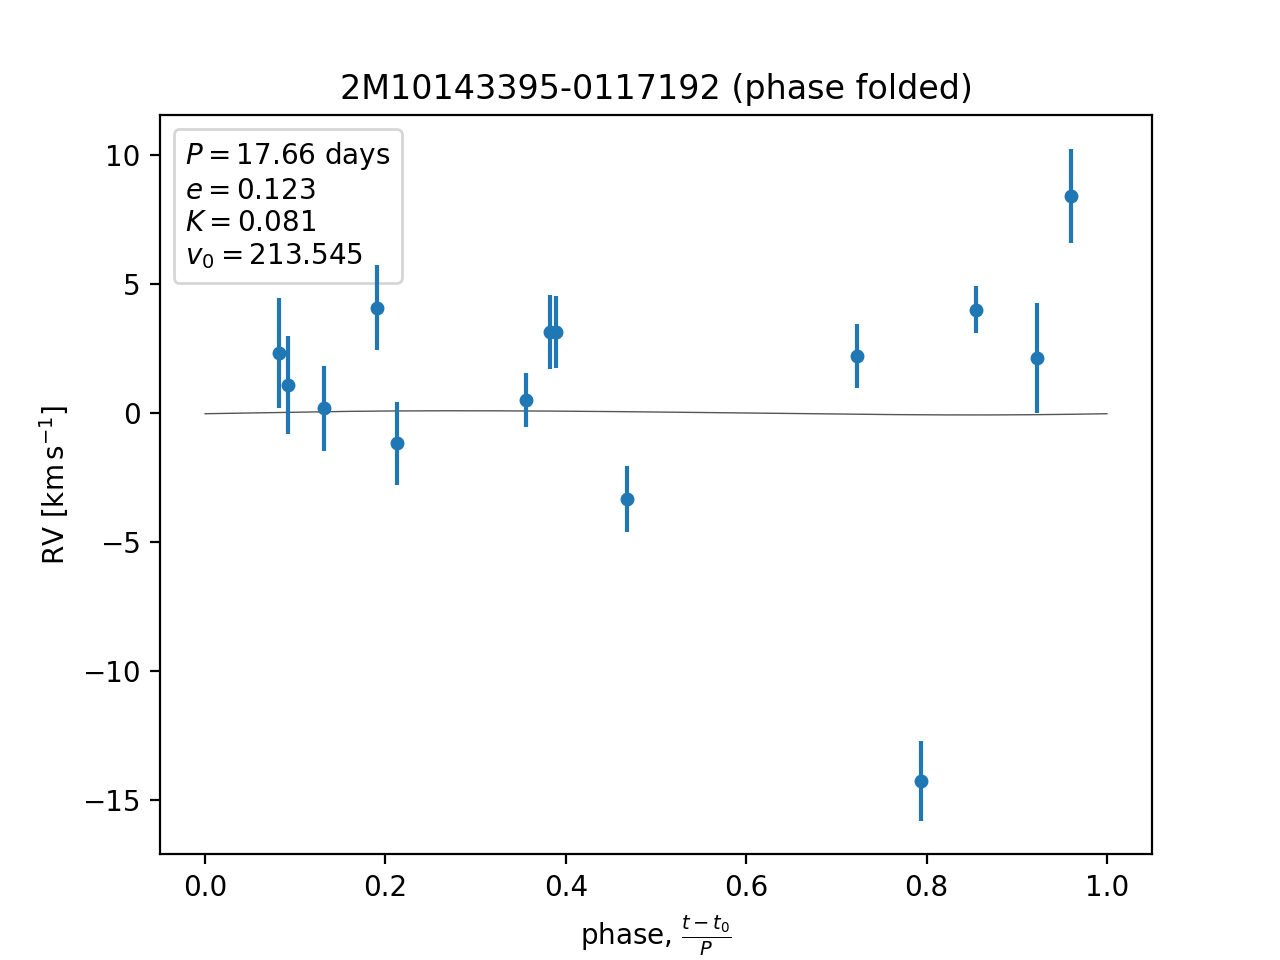 2M10143395-0117192 (phase folded)
P = 17.66 days
e = 0.123
K = 0.081
v₀ = 213.545
10
5
0
−5
−10
−15
RV [km s⁻¹]
0.0 0.2 0.4 0.6 0.8 1.0
phase, (t − t₀)/P